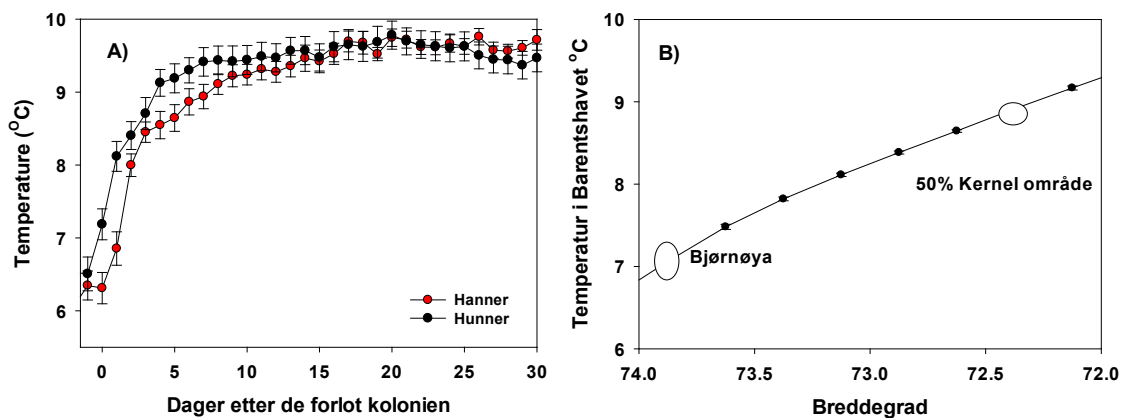 A)
10
9
8
7
6
Temperature (°C)
Hanner
Hunner
0 5 10 15 20 25 30
Dager etter de forlot kolonien
B)
10
9
8
7
6
Temperatur i Barentshavet °C
50% Kernel område
Bjørnøya
74.0 73.5 73.0 72.5 72.0
Breddegrad